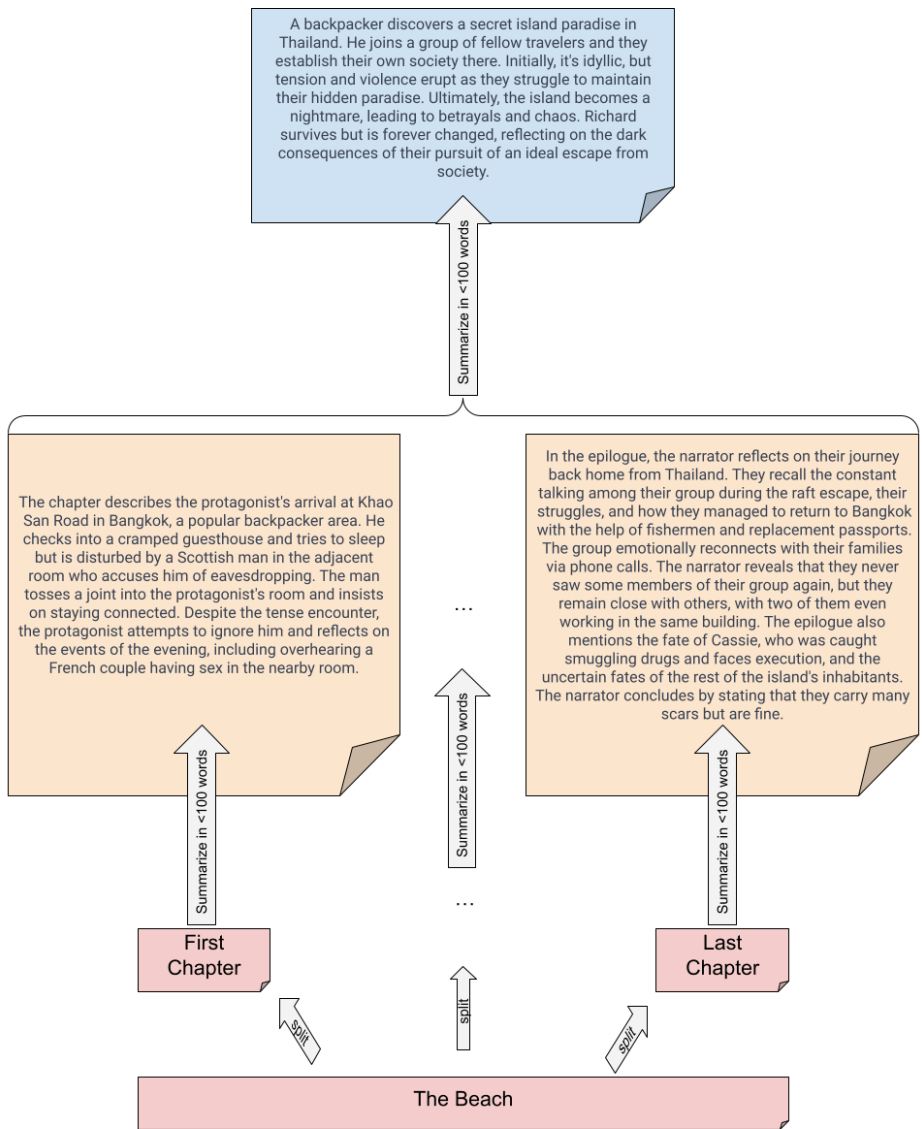 A backpacker discovers a secret island paradise in
Thailand. He joins a group of fellow travelers and they
establish their own society there. Initially, it's idyllic, but
tension and violence erupt as they struggle to maintain
their hidden paradise. Ultimately, the island becomes a
nightmare, leading to betrayals and chaos. Richard
survives but is forever changed, reflecting on the dark
consequences of their pursuit of an ideal escape from
society.
Summarize in <100 words
The chapter describes the protagonist's arrival at Khao
San Road in Bangkok, a popular backpacker area. He
checks into a cramped guesthouse and tries to sleep
but is disturbed by a Scottish man in the adjacent
room who accuses him of eavesdropping. The man
tosses a joint into the protagonist's room and insists
on staying connected. Despite the tense encounter,
the protagonist attempts to ignore him and reflects on
the events of the evening, including overhearing a
French couple having sex in the nearby room.
...
In the epilogue, the narrator reflects on their journey
back home from Thailand. They recall the constant
talking among their group during the raft escape, their
struggles, and how they managed to return to Bangkok
with the help of fishermen and replacement passports.
The group emotionally reconnects with their families
via phone calls. The narrator reveals that they never
saw some members of their group again, but they
remain close with others, with two of them even
working in the same building. The epilogue also
mentions the fate of Cassie, who was caught
smuggling drugs and faces execution, and the
uncertain fates of the rest of the island's inhabitants.
The narrator concludes by stating that they carry many
scars but are fine.
Summarize in <100 words
Summarize in <100 words
Summarize in <100 words
...
First
Chapter
Last
Chapter
split
split
split
The Beach